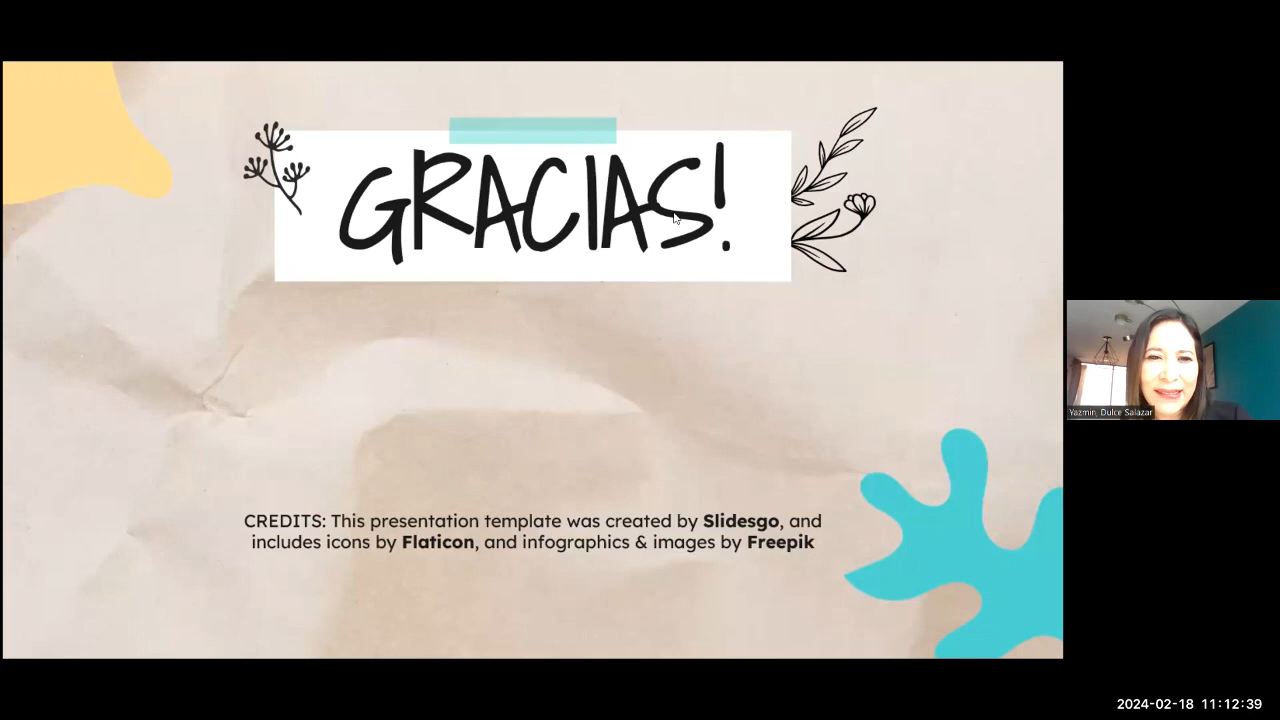 GRACIAS!
CREDITS: This presentation template was created by Slidesgo, and
includes icons by Flaticon, and infographics & images by Freepik
Yazmin, Dulce Salazar
2024-02-18 11:12:39